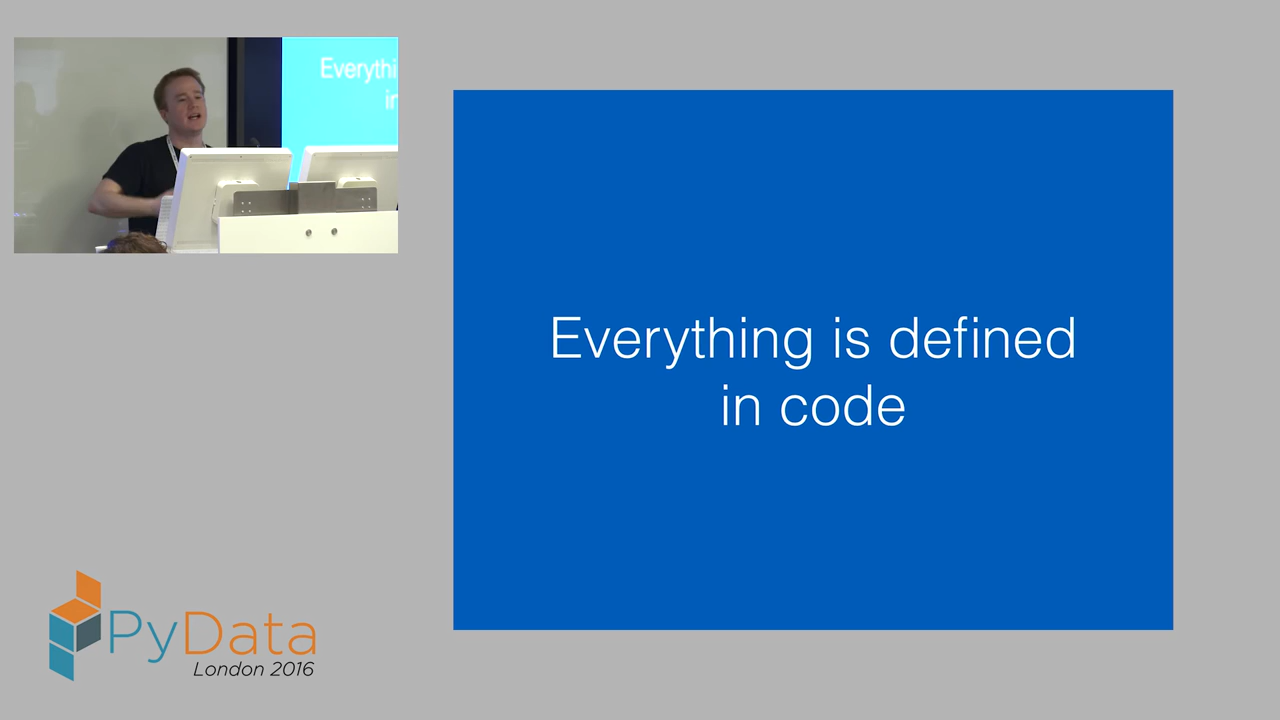 Everythi
in
Everything is defined
in code
PyData
London 2016